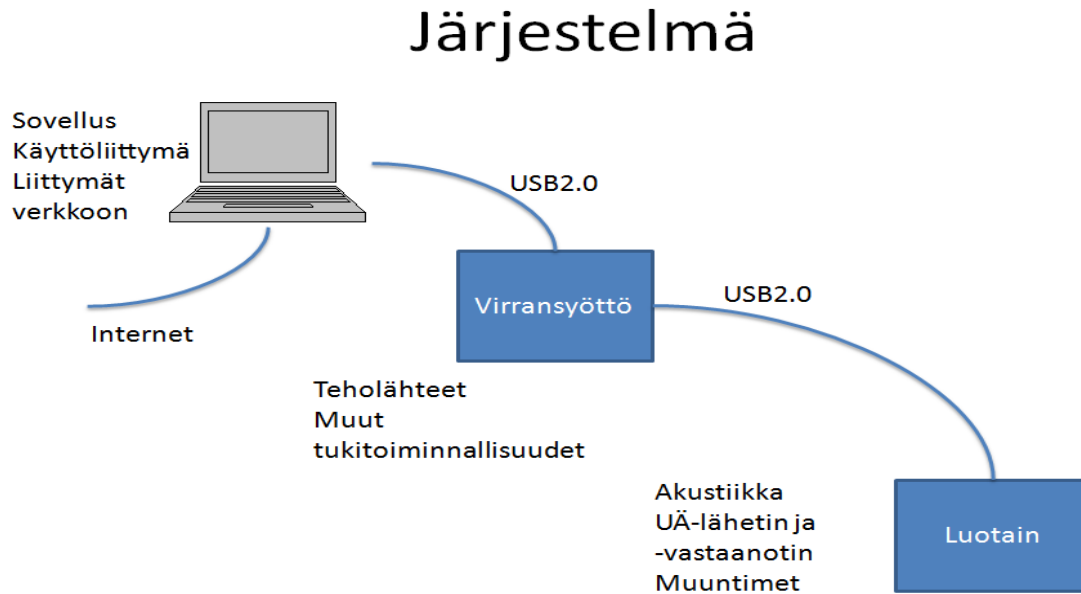 Järjestelmä
Sovellus
Käyttöliittymä
Liittymät
verkkoon
USB2.0
Internet
Virransyöttö
USB2.0
Teholähteet
Muut
tukitoiminnallisuudet
Akustiikka
UÄ-lähetin ja
-vastaanotin
Muuntimet
Luotain